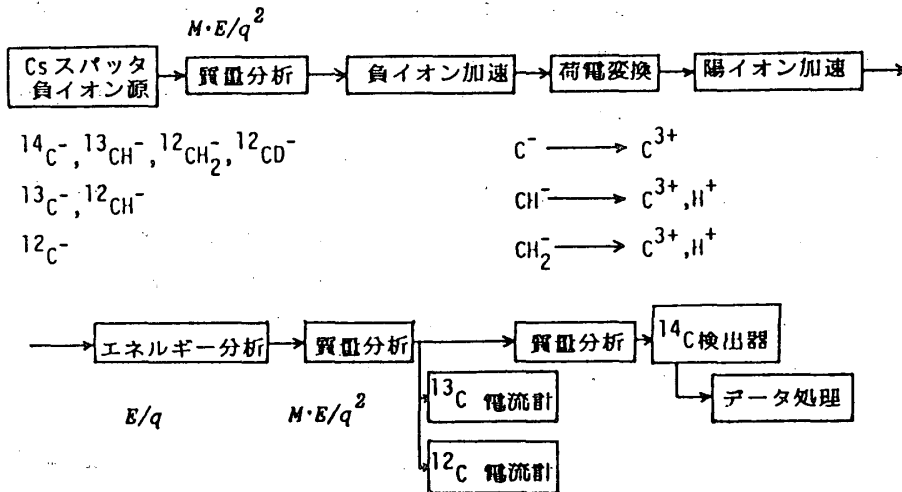 M·E/q²
Csスパッタ
負イオン源
質量分析
負イオン加速
荷電変換
陽イオン加速
¹⁴C⁻, ¹³CH⁻, ¹²CH₂⁻, ¹²CD⁻
¹³C⁻, ¹²CH⁻
¹²C⁻
C⁻ → C³⁺
CH⁻ → C³⁺, H⁺
CH₂⁻ → C³⁺, H⁺
エネルギー分析
質量分析
質量分析
¹⁴C検出器
E/q
M·E/q²
¹³C 電流計
データ処理
¹²C 電流計